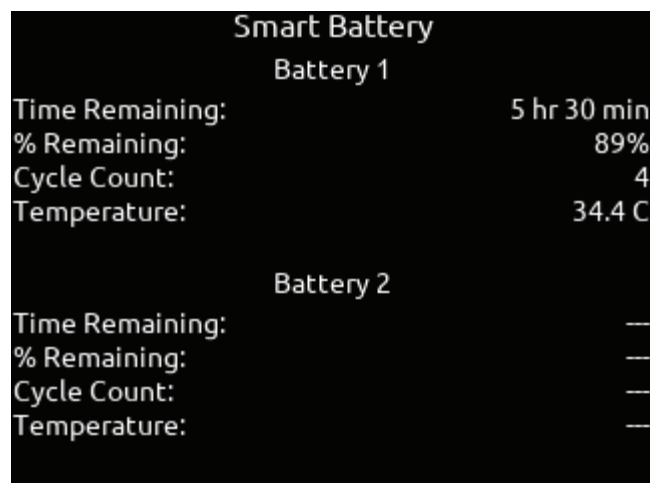 Smart Battery
Battery 1
Time Remaining: 5 hr 30 min
% Remaining: 89%
Cycle Count: 4
Temperature: 34.4 C
Battery 2
Time Remaining: ---
% Remaining: ---
Cycle Count: ---
Temperature: ---